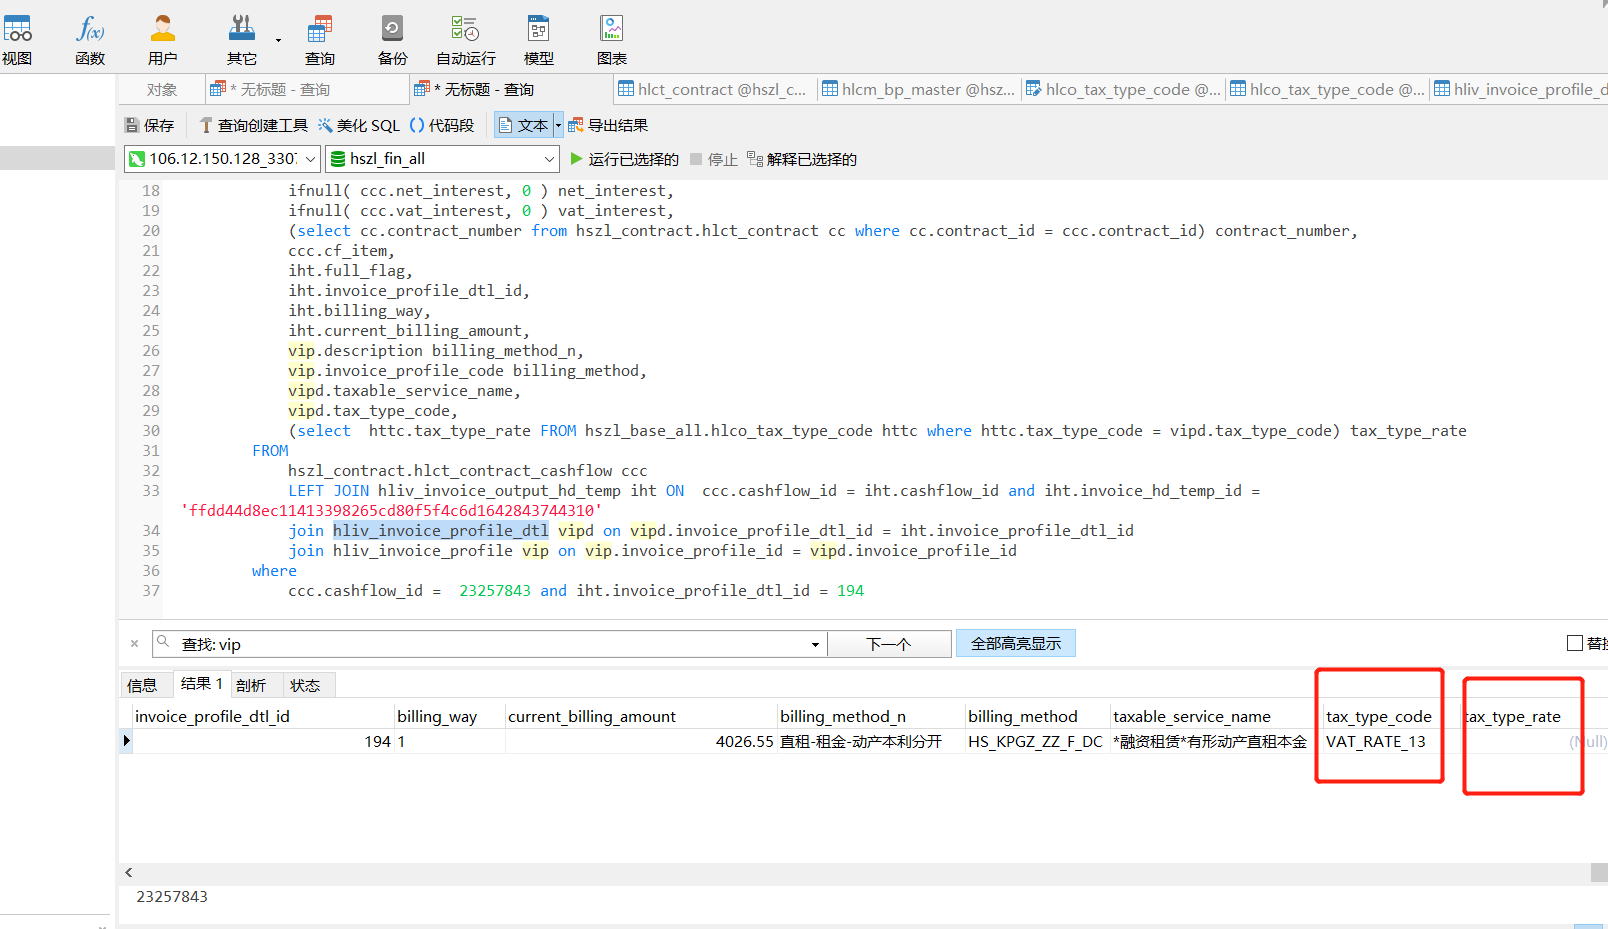 视图 函数 用户 其它 查询 备份 自动运行 模型 图表
对象 * 无标题 - 查询 * 无标题 - 查询 hlct_contract @hszl_c... hlcm_bp_master @hsz... hlco_tax_type_code @... hlco_tax_type_code @... hliv_invoice_profile_d
保存 查询创建工具 美化 SQL () 代码段 文本 导出结果
106.12.150.128_330 hszl_fin_all 运行已选择的 停止 解释已选择的
18 ifnull( ccc.net_interest, 0 ) net_interest,
19 ifnull( ccc.vat_interest, 0 ) vat_interest,
20 (select cc.contract_number from hszl_contract.hlct_contract cc where cc.contract_id = ccc.contract_id) contract_number,
21 ccc.cf_item,
22 iht.full_flag,
23 iht.invoice_profile_dtl_id,
24 iht.billing_way,
25 iht.current_billing_amount,
26 vip.description billing_method_n,
27 vip.invoice_profile_code billing_method,
28 vipd.taxable_service_name,
29 vipd.tax_type_code,
30 (select  httc.tax_type_rate FROM hszl_base_all.hlco_tax_type_code httc where httc.tax_type_code = vipd.tax_type_code) tax_type_rate
31 FROM
32 hszl_contract.hlct_contract_cashflow ccc
33 LEFT JOIN hliv_invoice_output_hd_temp iht ON  ccc.cashflow_id = iht.cashflow_id and iht.invoice_hd_temp_id =
'ffdd44d8ec11413398265cd80f5f4c6d1642843744310'
34 join hliv_invoice_profile_dtl vipd on vipd.invoice_profile_dtl_id = iht.invoice_profile_dtl_id
35 join hliv_invoice_profile vip on vip.invoice_profile_id = vipd.invoice_profile_id
36 where
37 ccc.cashflow_id =  23257843 and iht.invoice_profile_dtl_id = 194
× 查找: vip 下一个 全部高亮显示 替
信息 结果 1 剖析 状态
invoice_profile_dtl_id billing_way current_billing_amount billing_method_n billing_method taxable_service_name tax_type_code tax_type_rate
194 1 4026.55 直租-租金-动产本利分开 HS_KPGZ_ZZ_F_DC *融资租赁*有形动产直租本金 VAT_RATE_13 (Null)
23257843